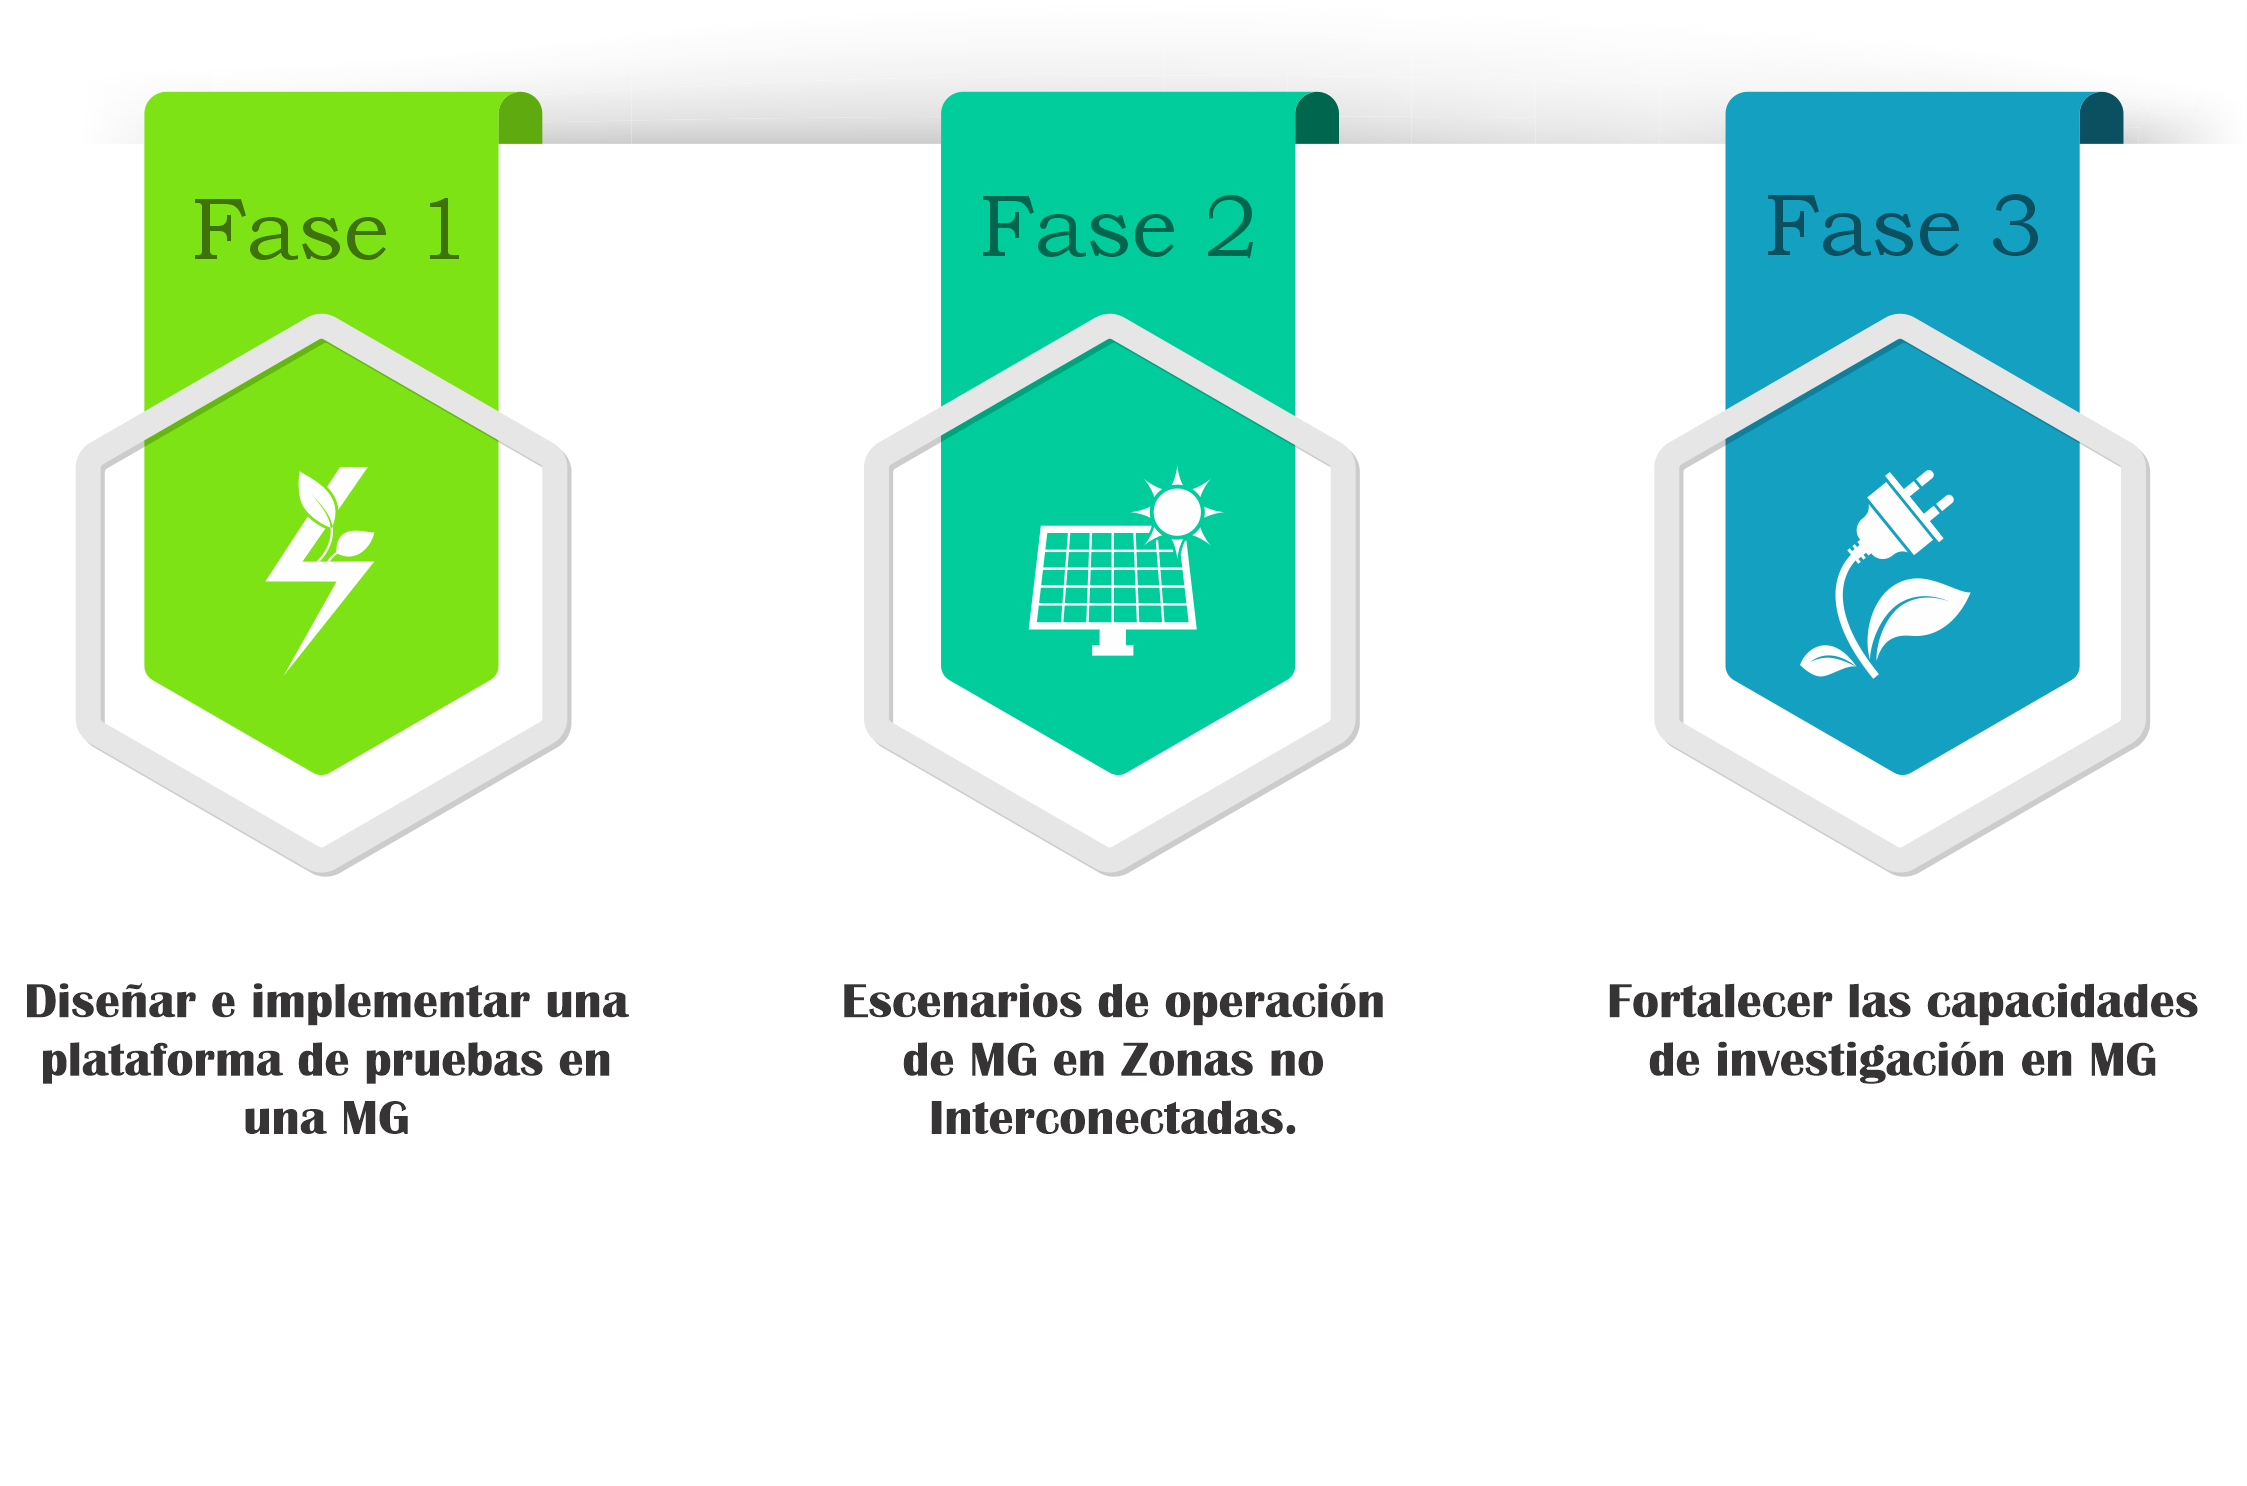 Fase 1
Diseñar e implementar una
plataforma de pruebas en
una MG
Fase 2
Escenarios de operación
de MG en Zonas no
Interconectadas.
Fase 3
Fortalecer las capacidades
de investigación en MG